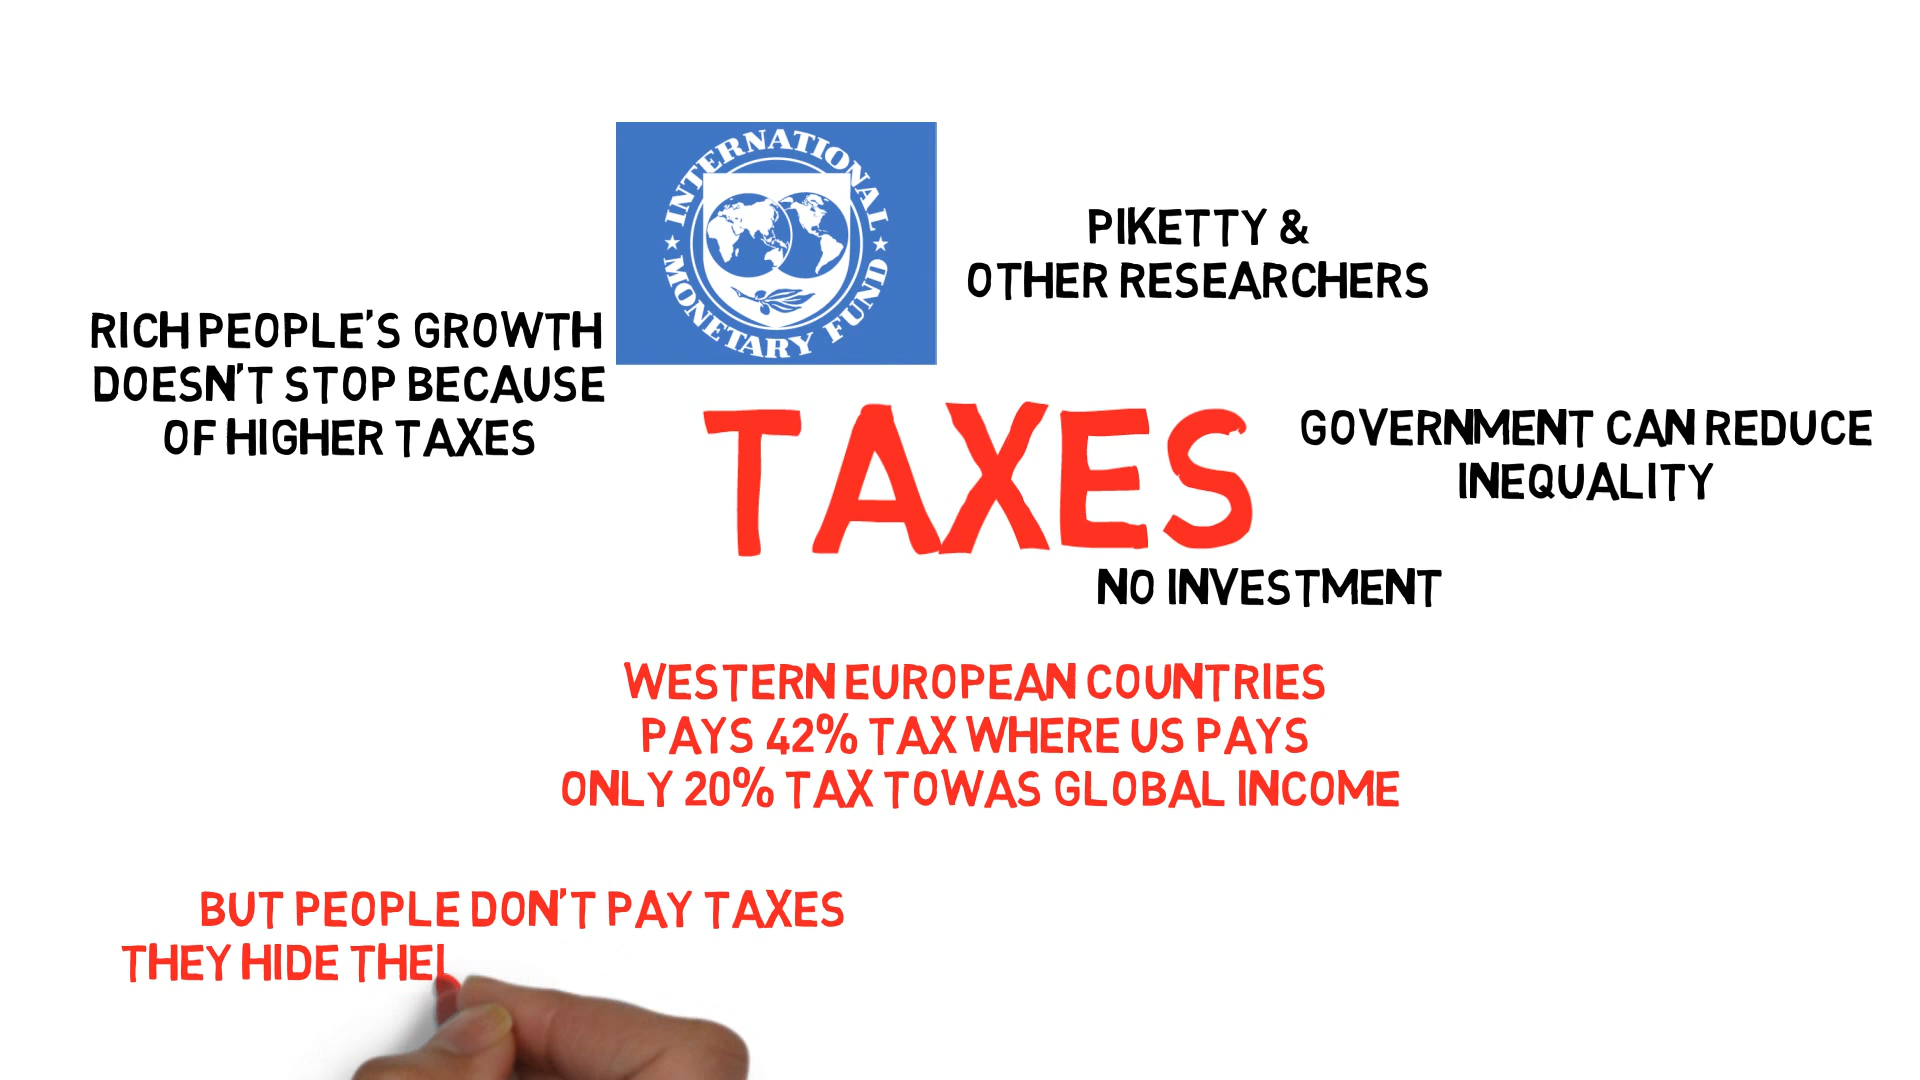 INTERNATIONAL
MONETARY FUND
PIKETTY &
OTHER RESEARCHERS
RICH PEOPLE'S GROWTH
DOESN'T STOP BECAUSE
OF HIGHER TAXES
TAXES
GOVERNMENT CAN REDUCE
INEQUALITY
NO INVESTMENT
WESTERN EUROPEAN COUNTRIES
PAYS 42% TAX WHERE US PAYS
ONLY 20% TAX TOWAS GLOBAL INCOME
BUT PEOPLE DON'T PAY TAXES
THEY HIDE THEI